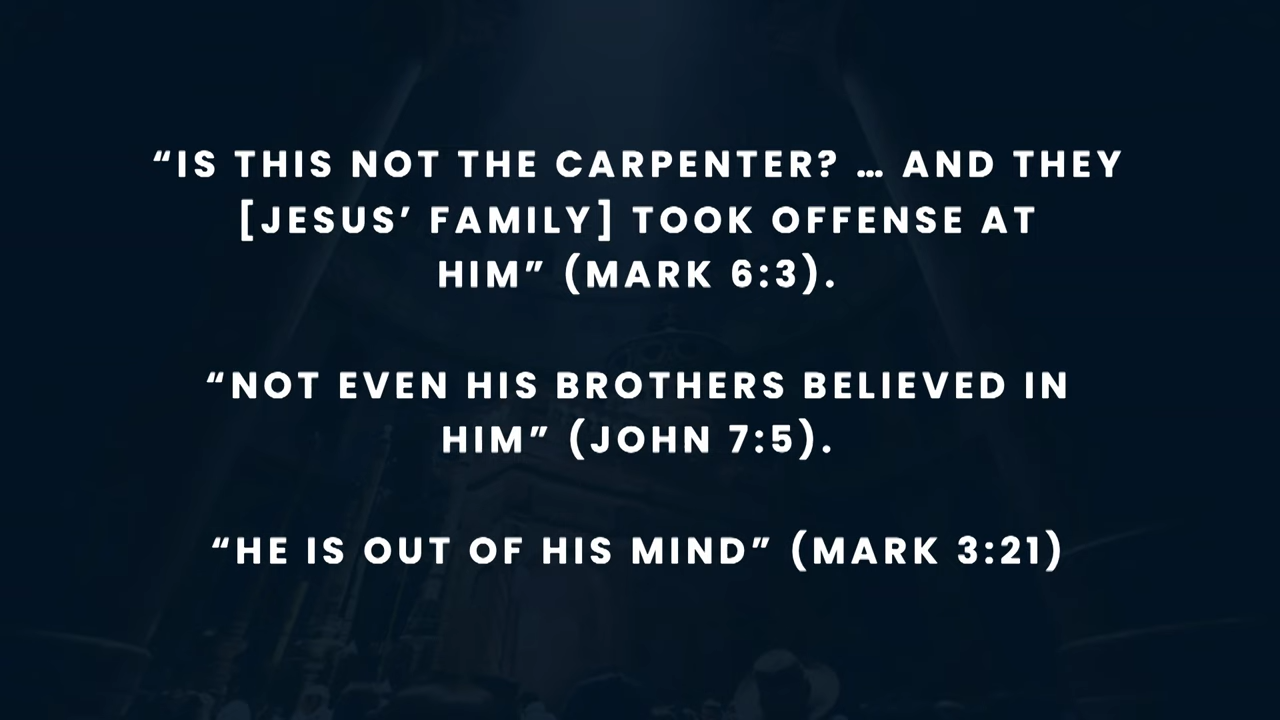 “IS THIS NOT THE CARPENTER? … AND THEY
[JESUS’ FAMILY] TOOK OFFENSE AT
HIM” (MARK 6:3).
“NOT EVEN HIS BROTHERS BELIEVED IN
HIM” (JOHN 7:5).
“HE IS OUT OF HIS MIND” (MARK 3:21)